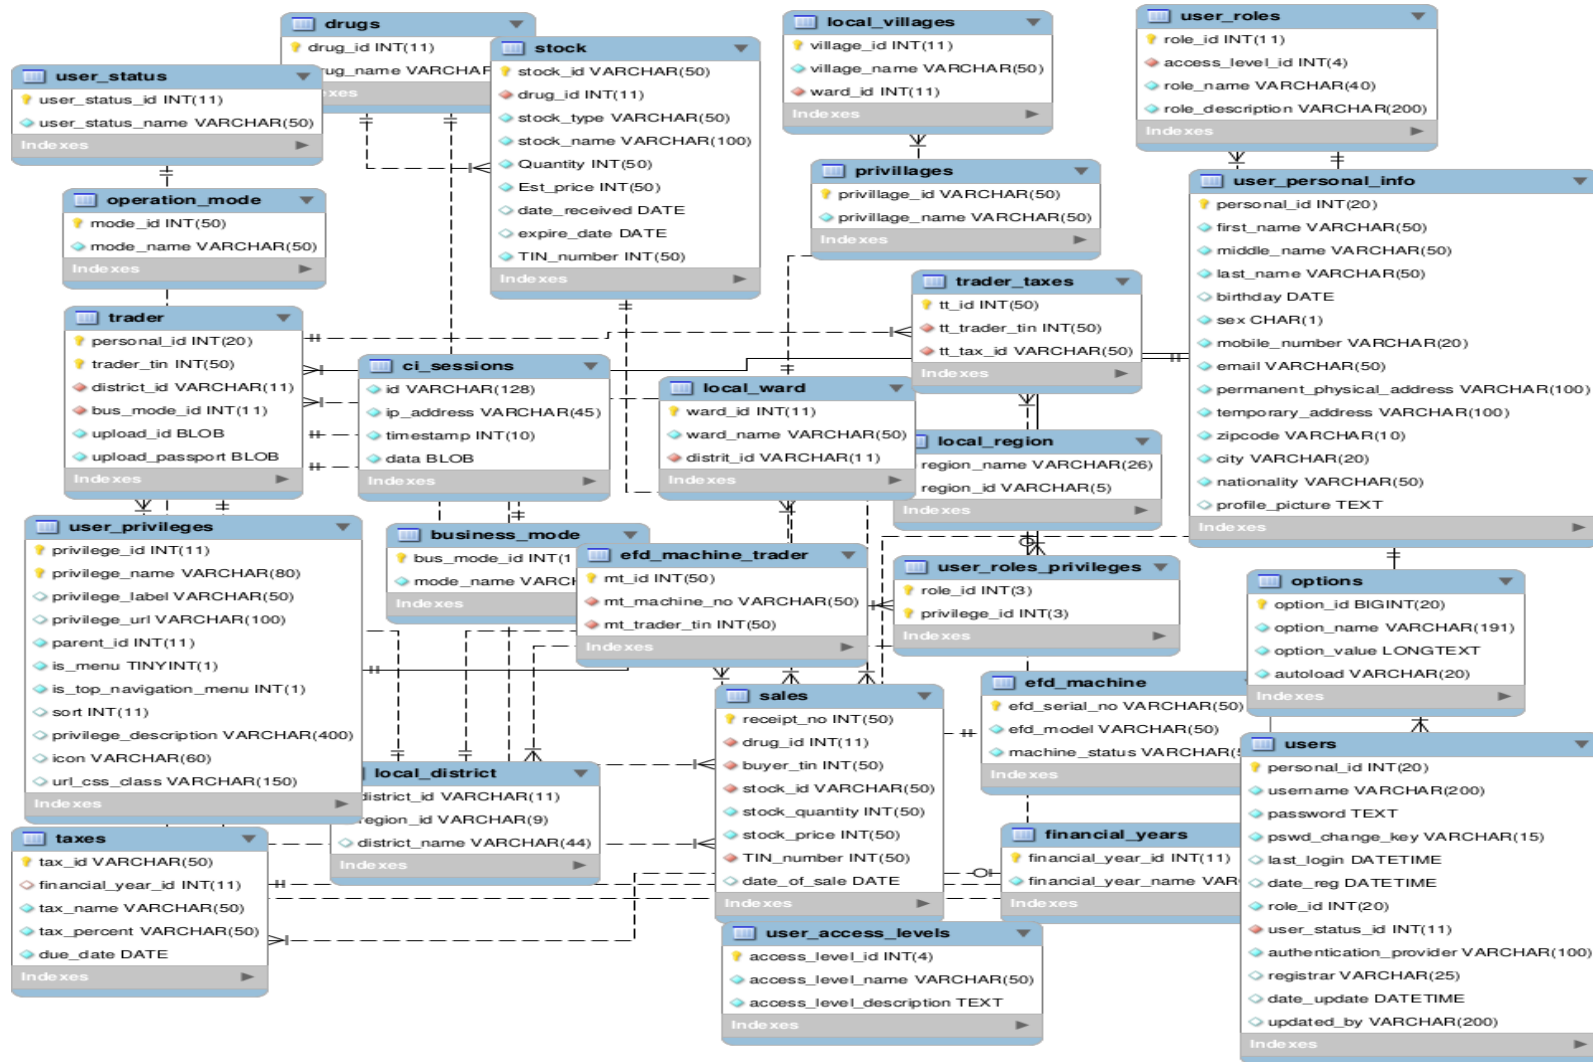 drugs
drug_id INT(11)
user_status
user_status_id INT(11)
user_status_name VARCHAR(50)
Indexes
stock
stock_id VARCHAR(50)
drug_id INT(11)
stock_type VARCHAR(50)
stock_name VARCHAR(100)
Quantity INT(50)
Est_price INT(50)
date_received DATE
expire_date DATE
TIN_number INT(50)
Indexes
local_villages
village_id INT(11)
village_name VARCHAR(50)
ward_id INT(11)
Indexes
user_roles
role_id INT(11)
access_level_id INT(4)
role_name VARCHAR(40)
role_description VARCHAR(200)
Indexes
operation_mode
mode_id INT(50)
mode_name VARCHAR(50)
Indexes
privillages
privillage_id VARCHAR(50)
privillage_name VARCHAR(50)
Indexes
user_personal_info
personal_id INT(20)
first_name VARCHAR(50)
middle_name VARCHAR(50)
last_name VARCHAR(50)
birthday DATE
sex CHAR(1)
mobile_number VARCHAR(20)
email VARCHAR(50)
permanent_physical_address VARCHAR(100)
temporary_address VARCHAR(100)
zipcode VARCHAR(10)
city VARCHAR(20)
nationality VARCHAR(50)
profile_picture TEXT
Indexes
trader
personal_id INT(20)
trader_tin INT(50)
district_id VARCHAR(11)
bus_mode_id INT(11)
upload_id BLOB
upload_passport BLOB
Indexes
trader_taxes
tt_id INT(50)
tt_trader_tin INT(50)
tt_tax_id VARCHAR(50)
Indexes
ci_sessions
id VARCHAR(128)
ip_address VARCHAR(45)
timestamp INT(10)
data BLOB
Indexes
local_ward
ward_id INT(11)
ward_name VARCHAR(50)
distrit_id VARCHAR(11)
Indexes
local_region
region_name VARCHAR(26)
region_id VARCHAR(5)
Indexes
user_privileges
privilege_id INT(11)
privilege_name VARCHAR(80)
privilege_label VARCHAR(50)
privilege_url VARCHAR(100)
parent_id INT(11)
is_menu TINYINT(1)
is_top_navigation_menu INT(1)
sort INT(11)
privilege_description VARCHAR(400)
icon VARCHAR(60)
url_css_class VARCHAR(150)
Indexes
business_mode
bus_mode_id INT(1
mode_name VARCH
Indexes
efd_machine_trader
mt_id INT(50)
mt_machine_no VARCHAR(50)
mt_trader_tin INT(50)
Indexes
user_roles_privileges
role_id INT(3)
privilege_id INT(3)
Indexes
options
option_id BIGINT(20)
option_name VARCHAR(191)
option_value LONGTEXT
autoload VARCHAR(20)
Indexes
efd_machine
efd_serial_no VARCHAR(50)
efd_model VARCHAR(50)
machine_status VARCHAR(
Indexes
sales
receipt_no INT(50)
drug_id INT(11)
buyer_tin INT(50)
stock_id VARCHAR(50)
stock_quantity INT(50)
stock_price INT(50)
TIN_number INT(50)
date_of_sale DATE
Indexes
users
personal_id INT(20)
username VARCHAR(200)
password TEXT
pswd_change_key VARCHAR(15)
last_login DATETIME
date_reg DATETIME
role_id INT(20)
user_status_id INT(11)
authentication_provider VARCHAR(100)
registrar VARCHAR(25)
date_update DATETIME
updated_by VARCHAR(200)
Indexes
local_district
district_id VARCHAR(11)
region_id VARCHAR(9)
district_name VARCHAR(44)
Indexes
taxes
tax_id VARCHAR(50)
financial_year_id INT(11)
tax_name VARCHAR(50)
tax_percent VARCHAR(50)
due_date DATE
Indexes
financial_years
financial_year_id INT(11)
financial_year_name VAR
Indexes
user_access_levels
access_level_id INT(4)
access_level_name VARCHAR(50)
access_level_description TEXT
Indexes